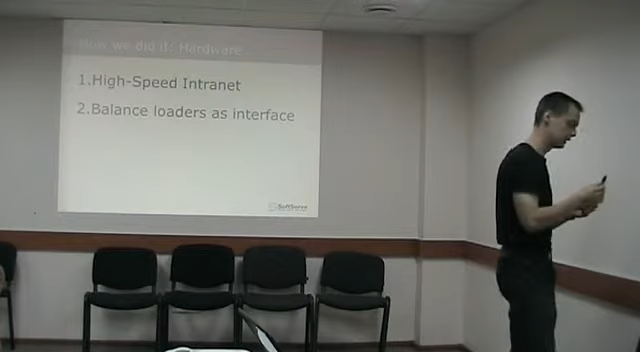 How we did it: Hardware
1.High-Speed Intranet
2.Balance loaders as interface
SoftServe